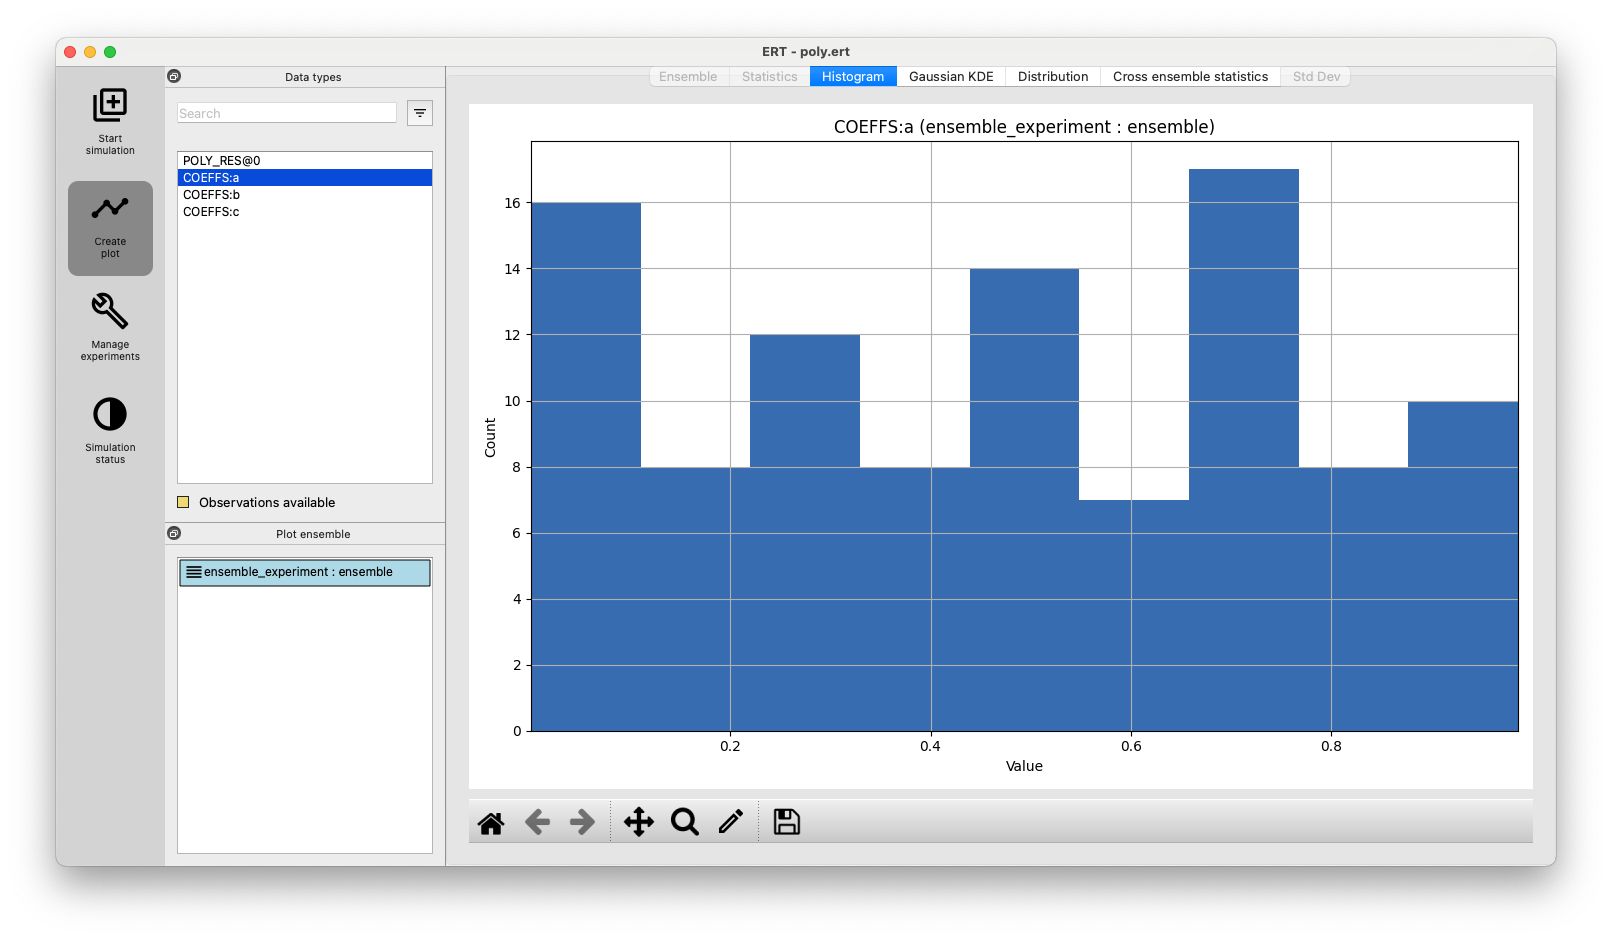 ERT - poly.ert
Start
simulation
Create
plot
Manage
experiments
Simulation
status
Data types
Search
POLY_RES@0
COEFFS:a
COEFFS:b
COEFFS:c
Observations available
Plot ensemble
ensemble_experiment : ensemble
Ensemble Statistics Histogram Gaussian KDE Distribution Cross ensemble statistics Std Dev
COEFFS:a (ensemble_experiment : ensemble)
Count
16
14
12
10
8
6
4
2
0
0.2 0.4 0.6 0.8
Value